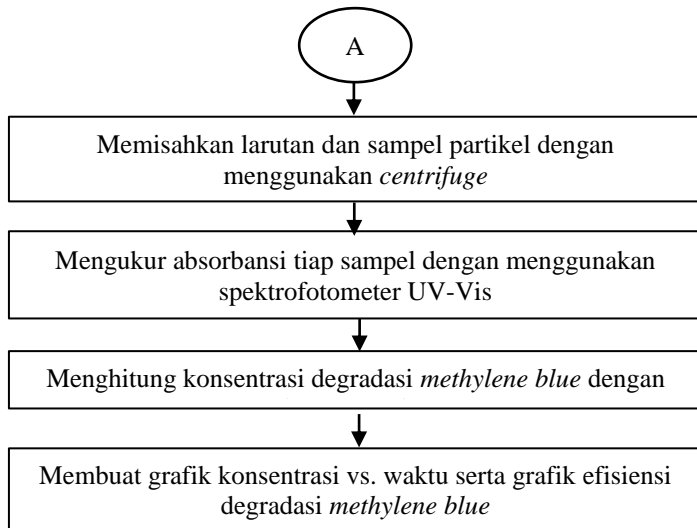 A
Memisahkan larutan dan sampel partikel dengan
menggunakan centrifuge
Mengukur absorbansi tiap sampel dengan menggunakan
spektrofotometer UV-Vis
Menghitung konsentrasi degradasi methylene blue dengan
Membuat grafik konsentrasi vs. waktu serta grafik efisiensi
degradasi methylene blue